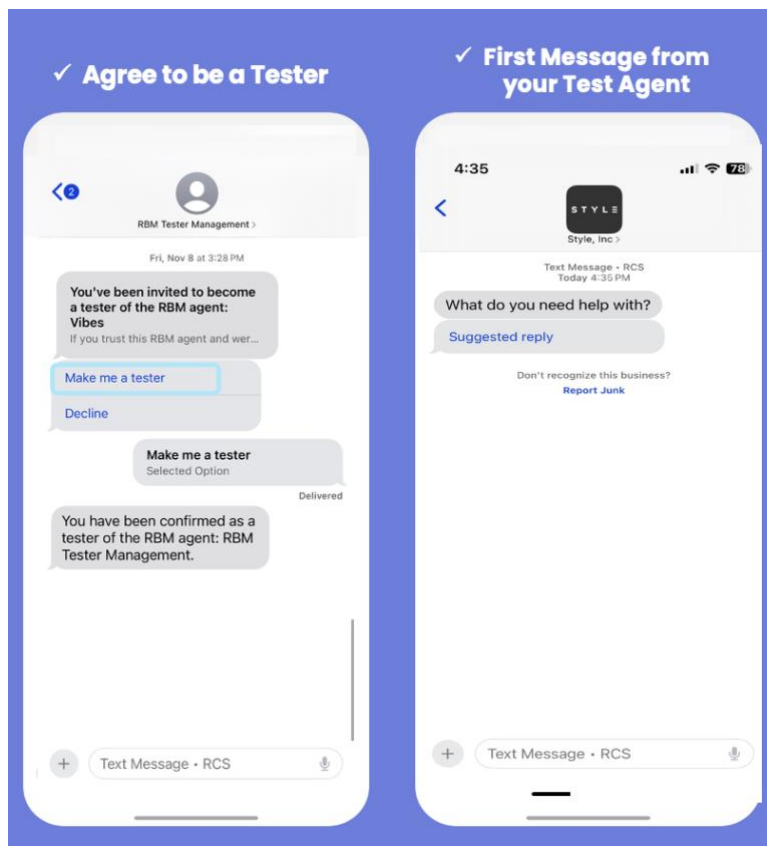 ✓ Agree to be a Tester
2
RBM Tester Management >
Fri, Nov 8 at 3:28 PM
You've been invited to become
a tester of the RBM agent:
Vibes
If you trust this RBM agent and wer...
Make me a tester
Decline
Make me a tester
Selected Option
Delivered
You have been confirmed as a
tester of the RBM agent: RBM
Tester Management.
Text Message • RCS
✓ First Message from
your Test Agent
4:35
78
STYLE
Style, Inc >
Text Message • RCS
Today 4:35 PM
What do you need help with?
Suggested reply
Don't recognize this business?
Report Junk
Text Message • RCS